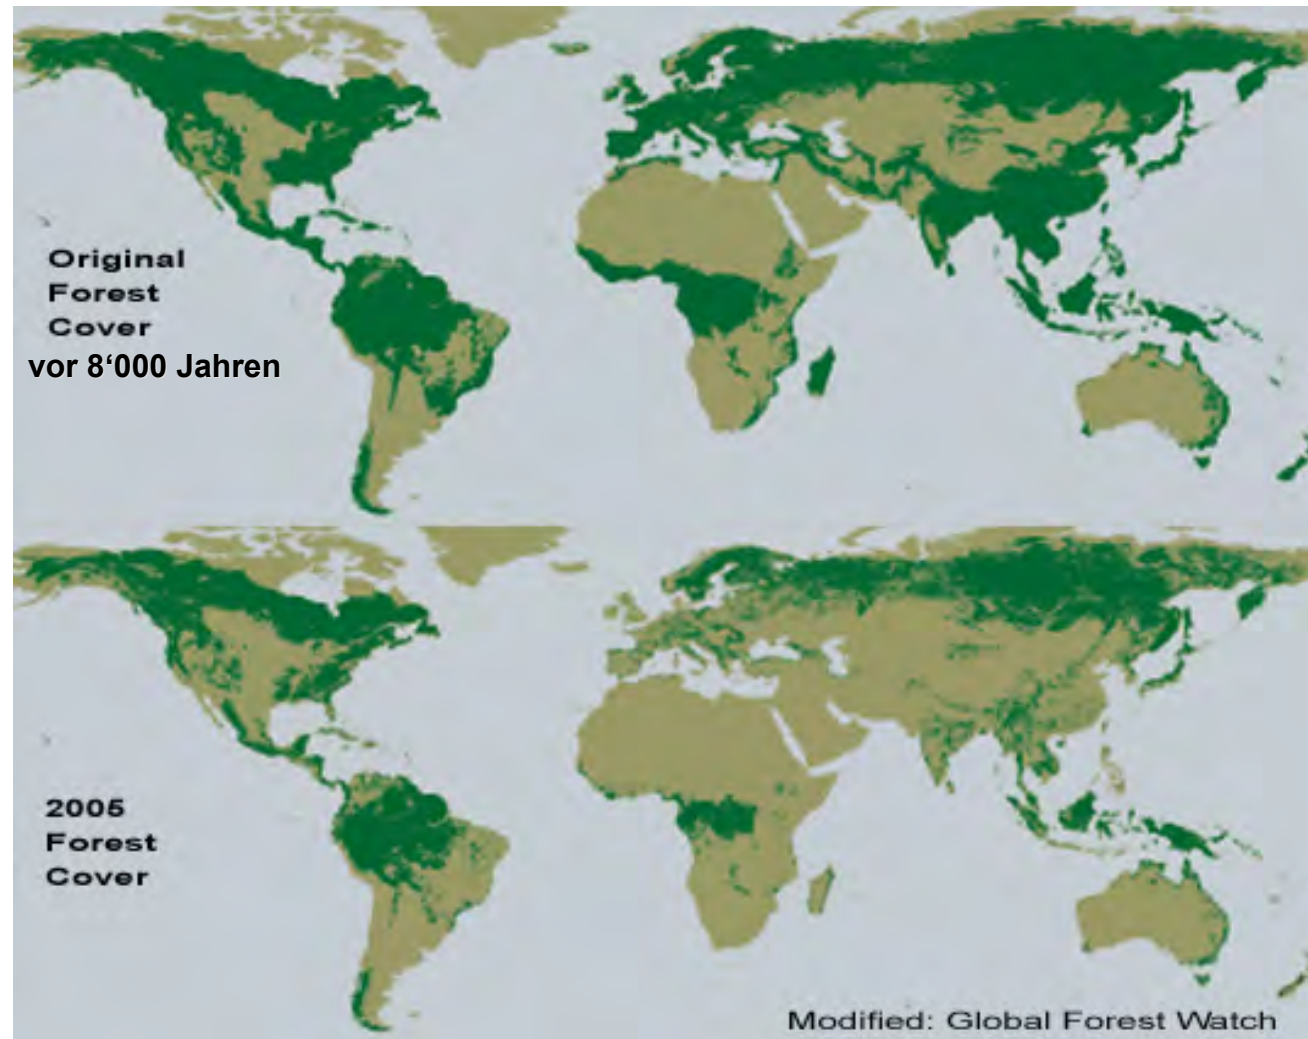 Original
Forest
Cover
vor 8‘000 Jahren
2005
Forest
Cover
Modified: Global Forest Watch